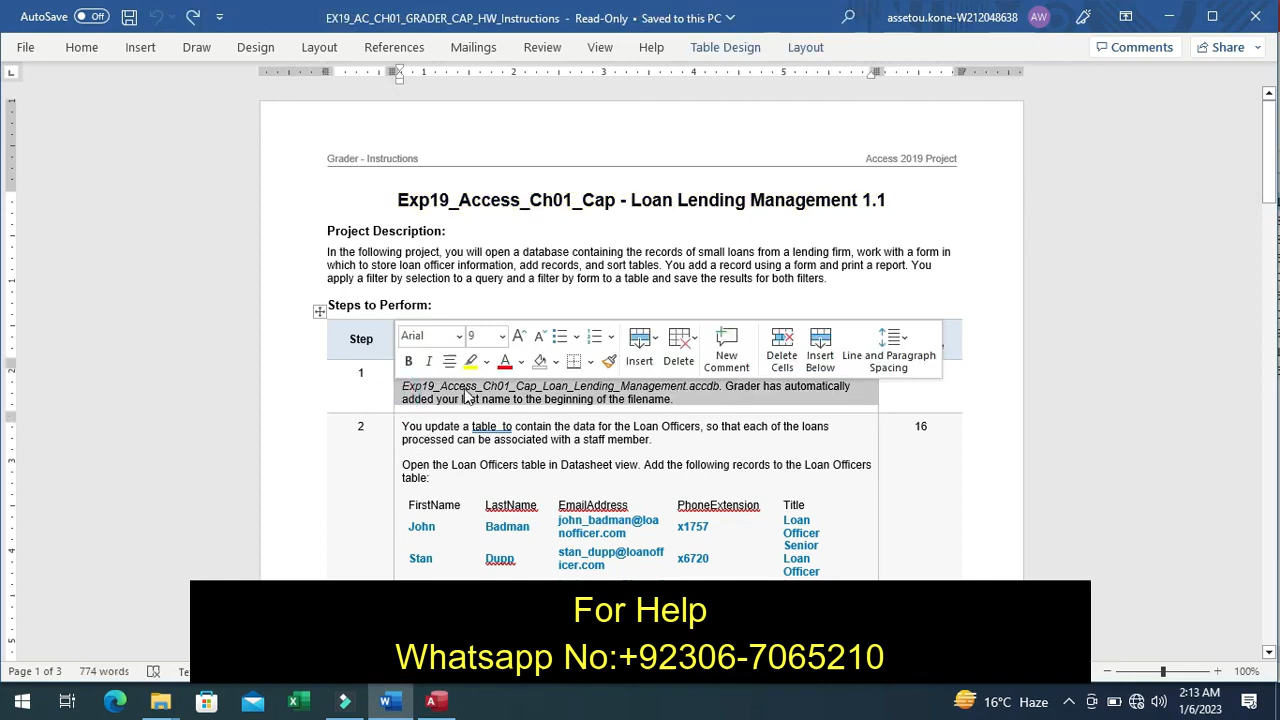 AutoSave Off EX19_AC_CH01_GRADER_CAP_HW_Instructions - Read-Only • Saved to this PC assetou.kone-W212048638 AW
File Home Insert Draw Design Layout References Mailings Review View Help Table Design Layout Comments Share
1 2 3 4 5 6 7
Grader - Instructions Access 2019 Project
Exp19_Access_Ch01_Cap - Loan Lending Management 1.1
Project Description:
In the following project, you will open a database containing the records of small loans from a lending firm, work with a form in
which to store loan officer information, add records, and sort tables. You add a record using a form and print a report. You
apply a filter by selection to a query and a filter by form to a table and save the results for both filters.
Steps to Perform:
Arial 9
Step
Insert Delete New Comment Delete Cells Insert Below Line and Paragraph Spacing
1
Exp19_Access_Ch01_Cap_Loan_Lending_Management.accdb. Grader has automatically
added your last name to the beginning of the filename.
2 You update a table to contain the data for the Loan Officers, so that each of the loans 16
processed can be associated with a staff member.
Open the Loan Officers table in Datasheet view. Add the following records to the Loan Officers
table:
FirstName LastName EmailAddress PhoneExtension Title
John Badman john_badman@loa
nofficer.com x1757 Loan
Officer
Stan Dupp stan_dupp@loanoff
icer.com x6720 Senior
Loan
Officer
For Help
Whatsapp No:+92306-7065210
Page 1 of 3 774 words 100%
16°C Haze 2:13 AM
1/6/2023